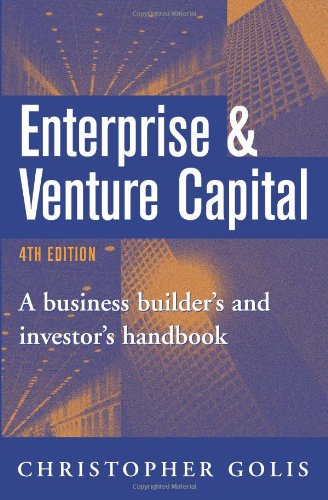 Enterprise &
Venture Capital
4TH EDITION
A business builder's and
investor's handbook
CHRISTOPHER GOLIS